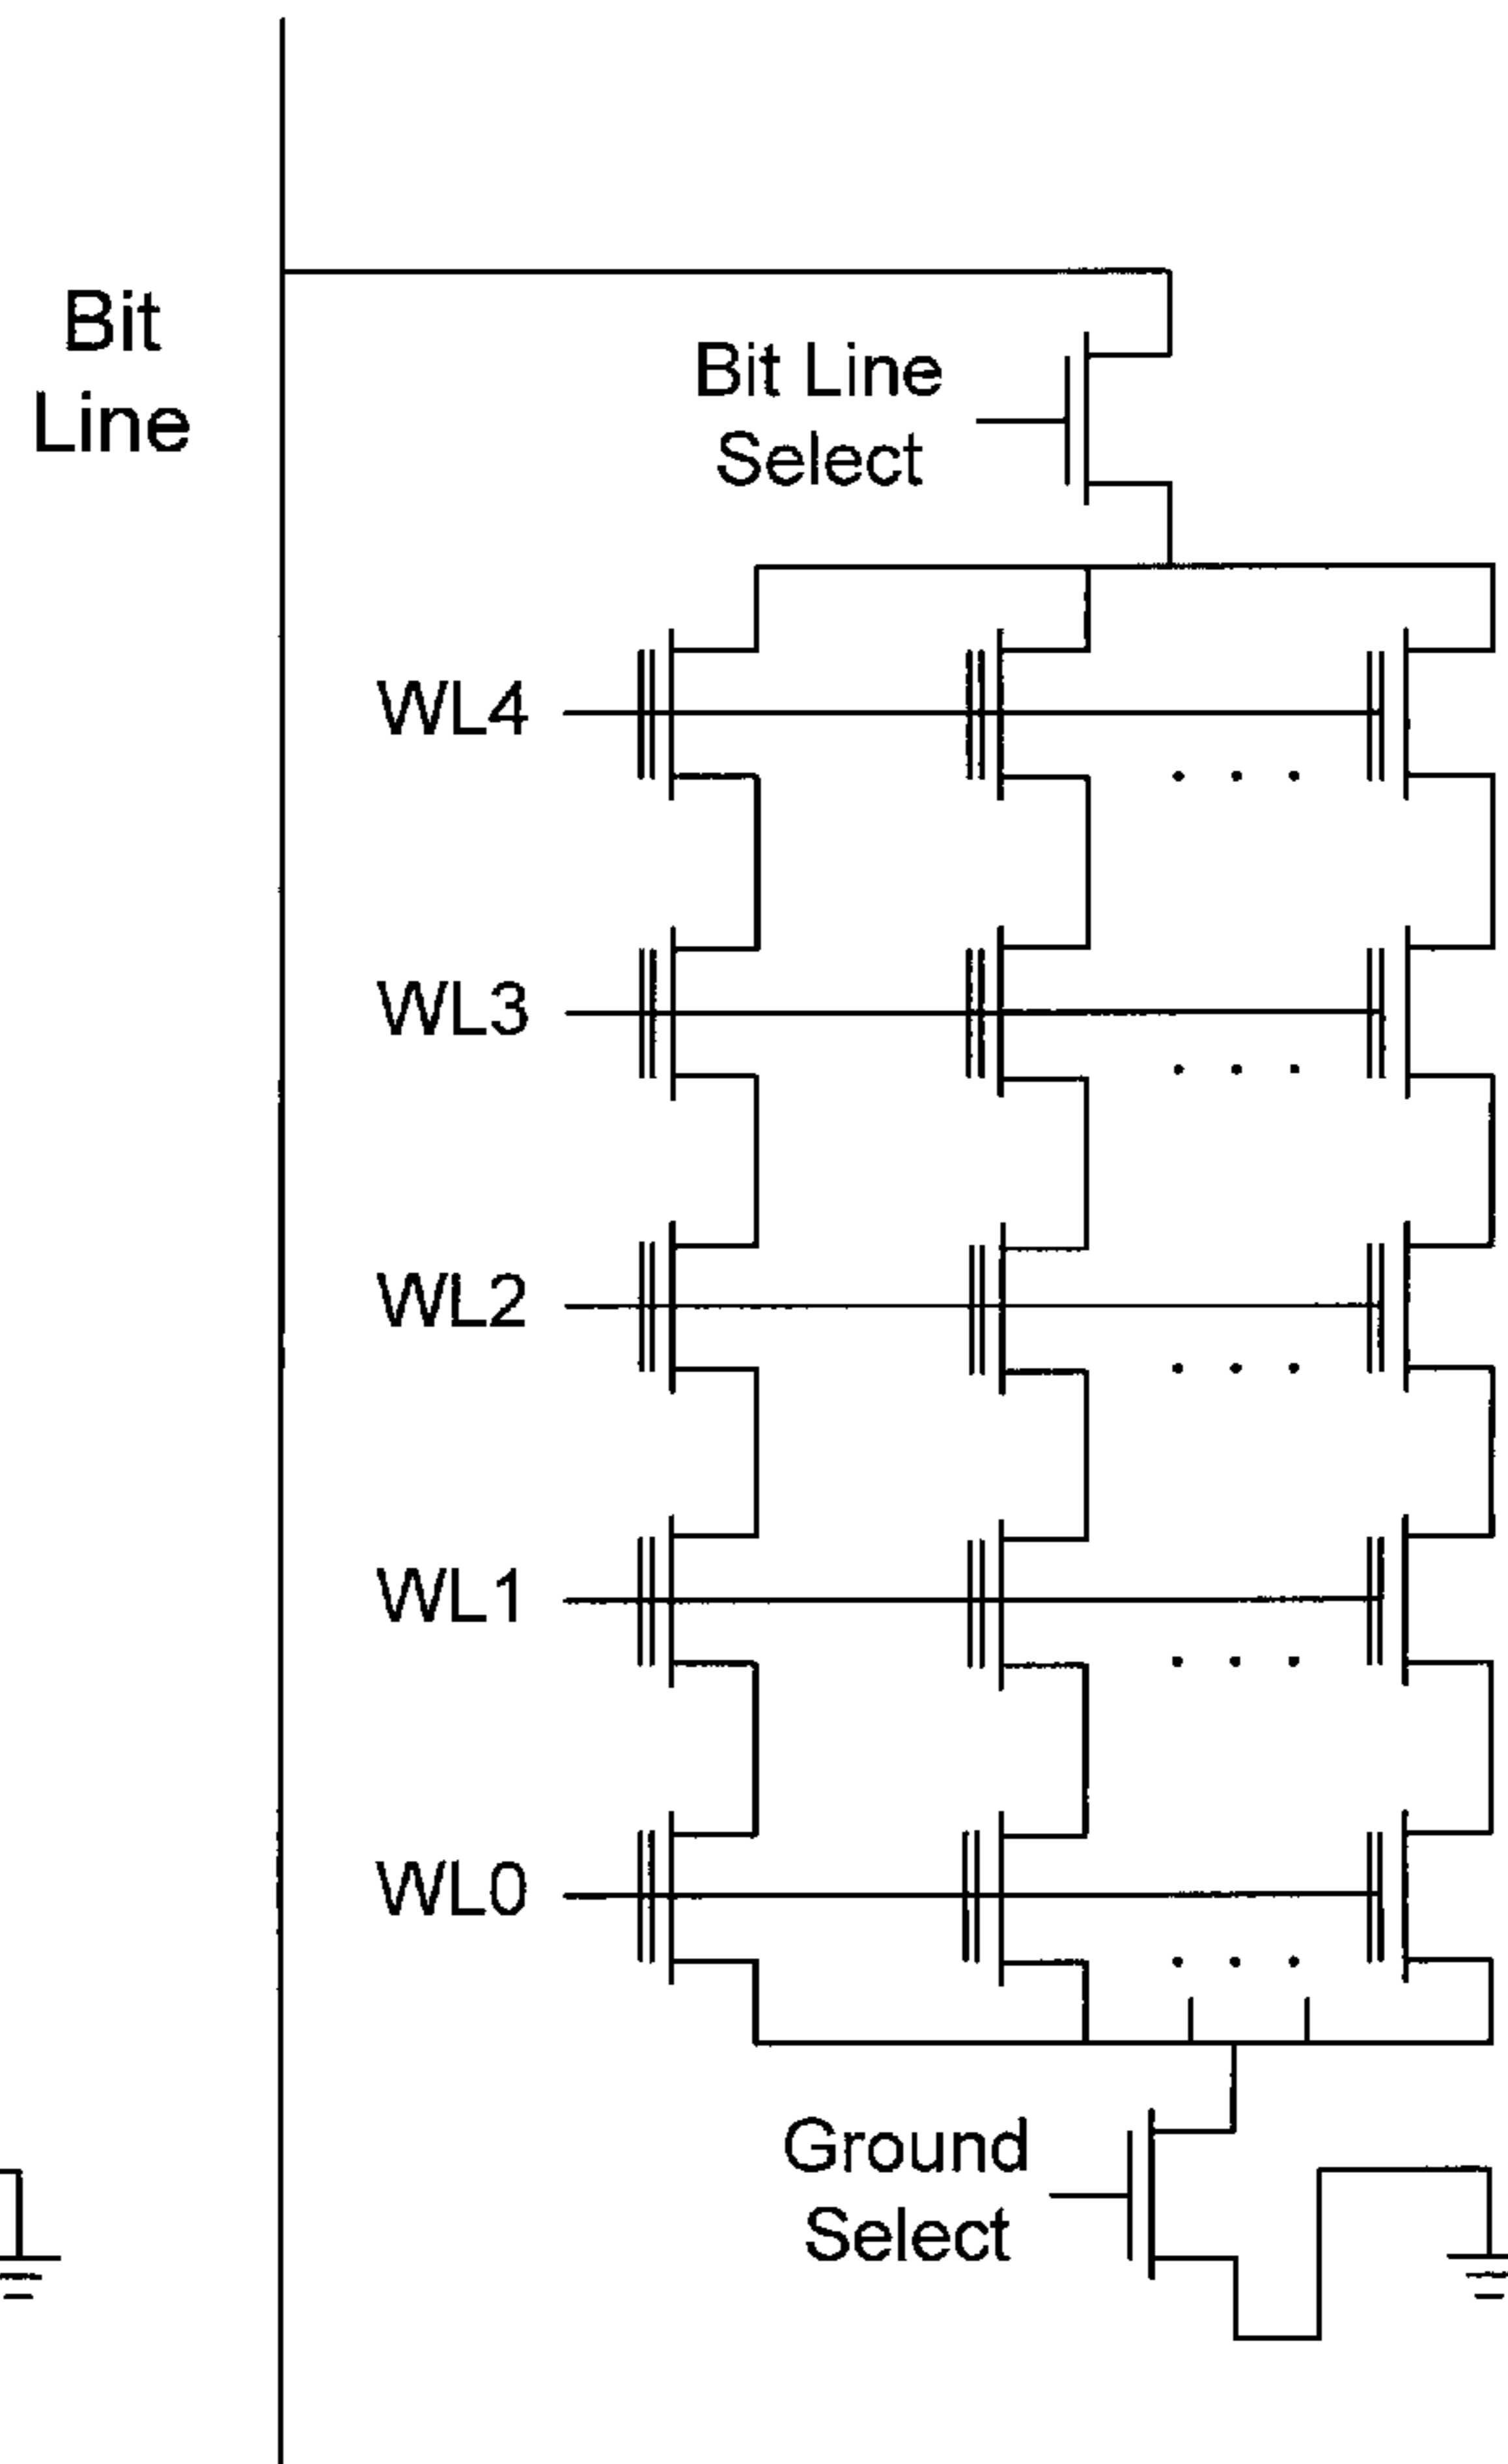 Bit
Line
Bit Line
Select
WL4
WL3
WL2
WL1
WL0
Ground
Select